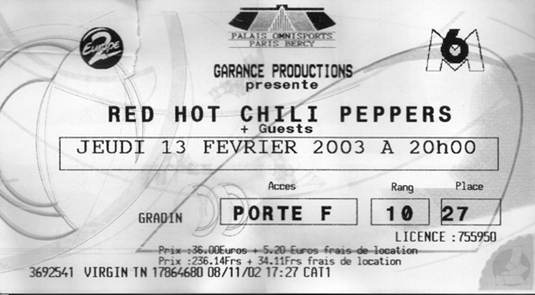 PALAIS OMNISPORTS
PARIS BERCY
EUROPE 2
M6
GARANCE PRODUCTIONS
presente
RED HOT CHILI PEPPERS
+ Guests
JEUDI 13 FEVRIER 2003 A 20h00
Acces Rang Place
GRADIN PORTE F 10 27
LICENCE : 755950
Prix : 36.00Euros + 5.20 Euros frais de location
Prix : 236.14Frs + 34.11Frs frais de location
3692541 VIRGIN TN 17864680 08/11/02 17:27 CAT1